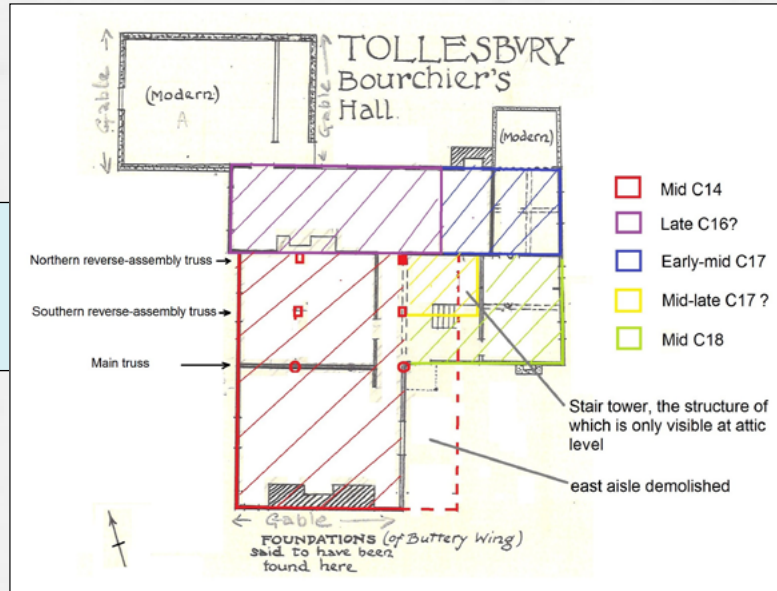 TOLLESBVRY
Bourchier's
Hall.
Gable
(Modern)
A
Gable
(Modern)
Mid C14
Late C16?
Early-mid C17
Mid-late C17 ?
Mid C18
Northern reverse-assembly truss
Southern reverse-assembly truss
Main truss
Stair tower, the structure of
which is only visible at attic
level
east aisle demolished
Gable
FOUNDATIONS (of Buttery Wing)
said to have been
found here